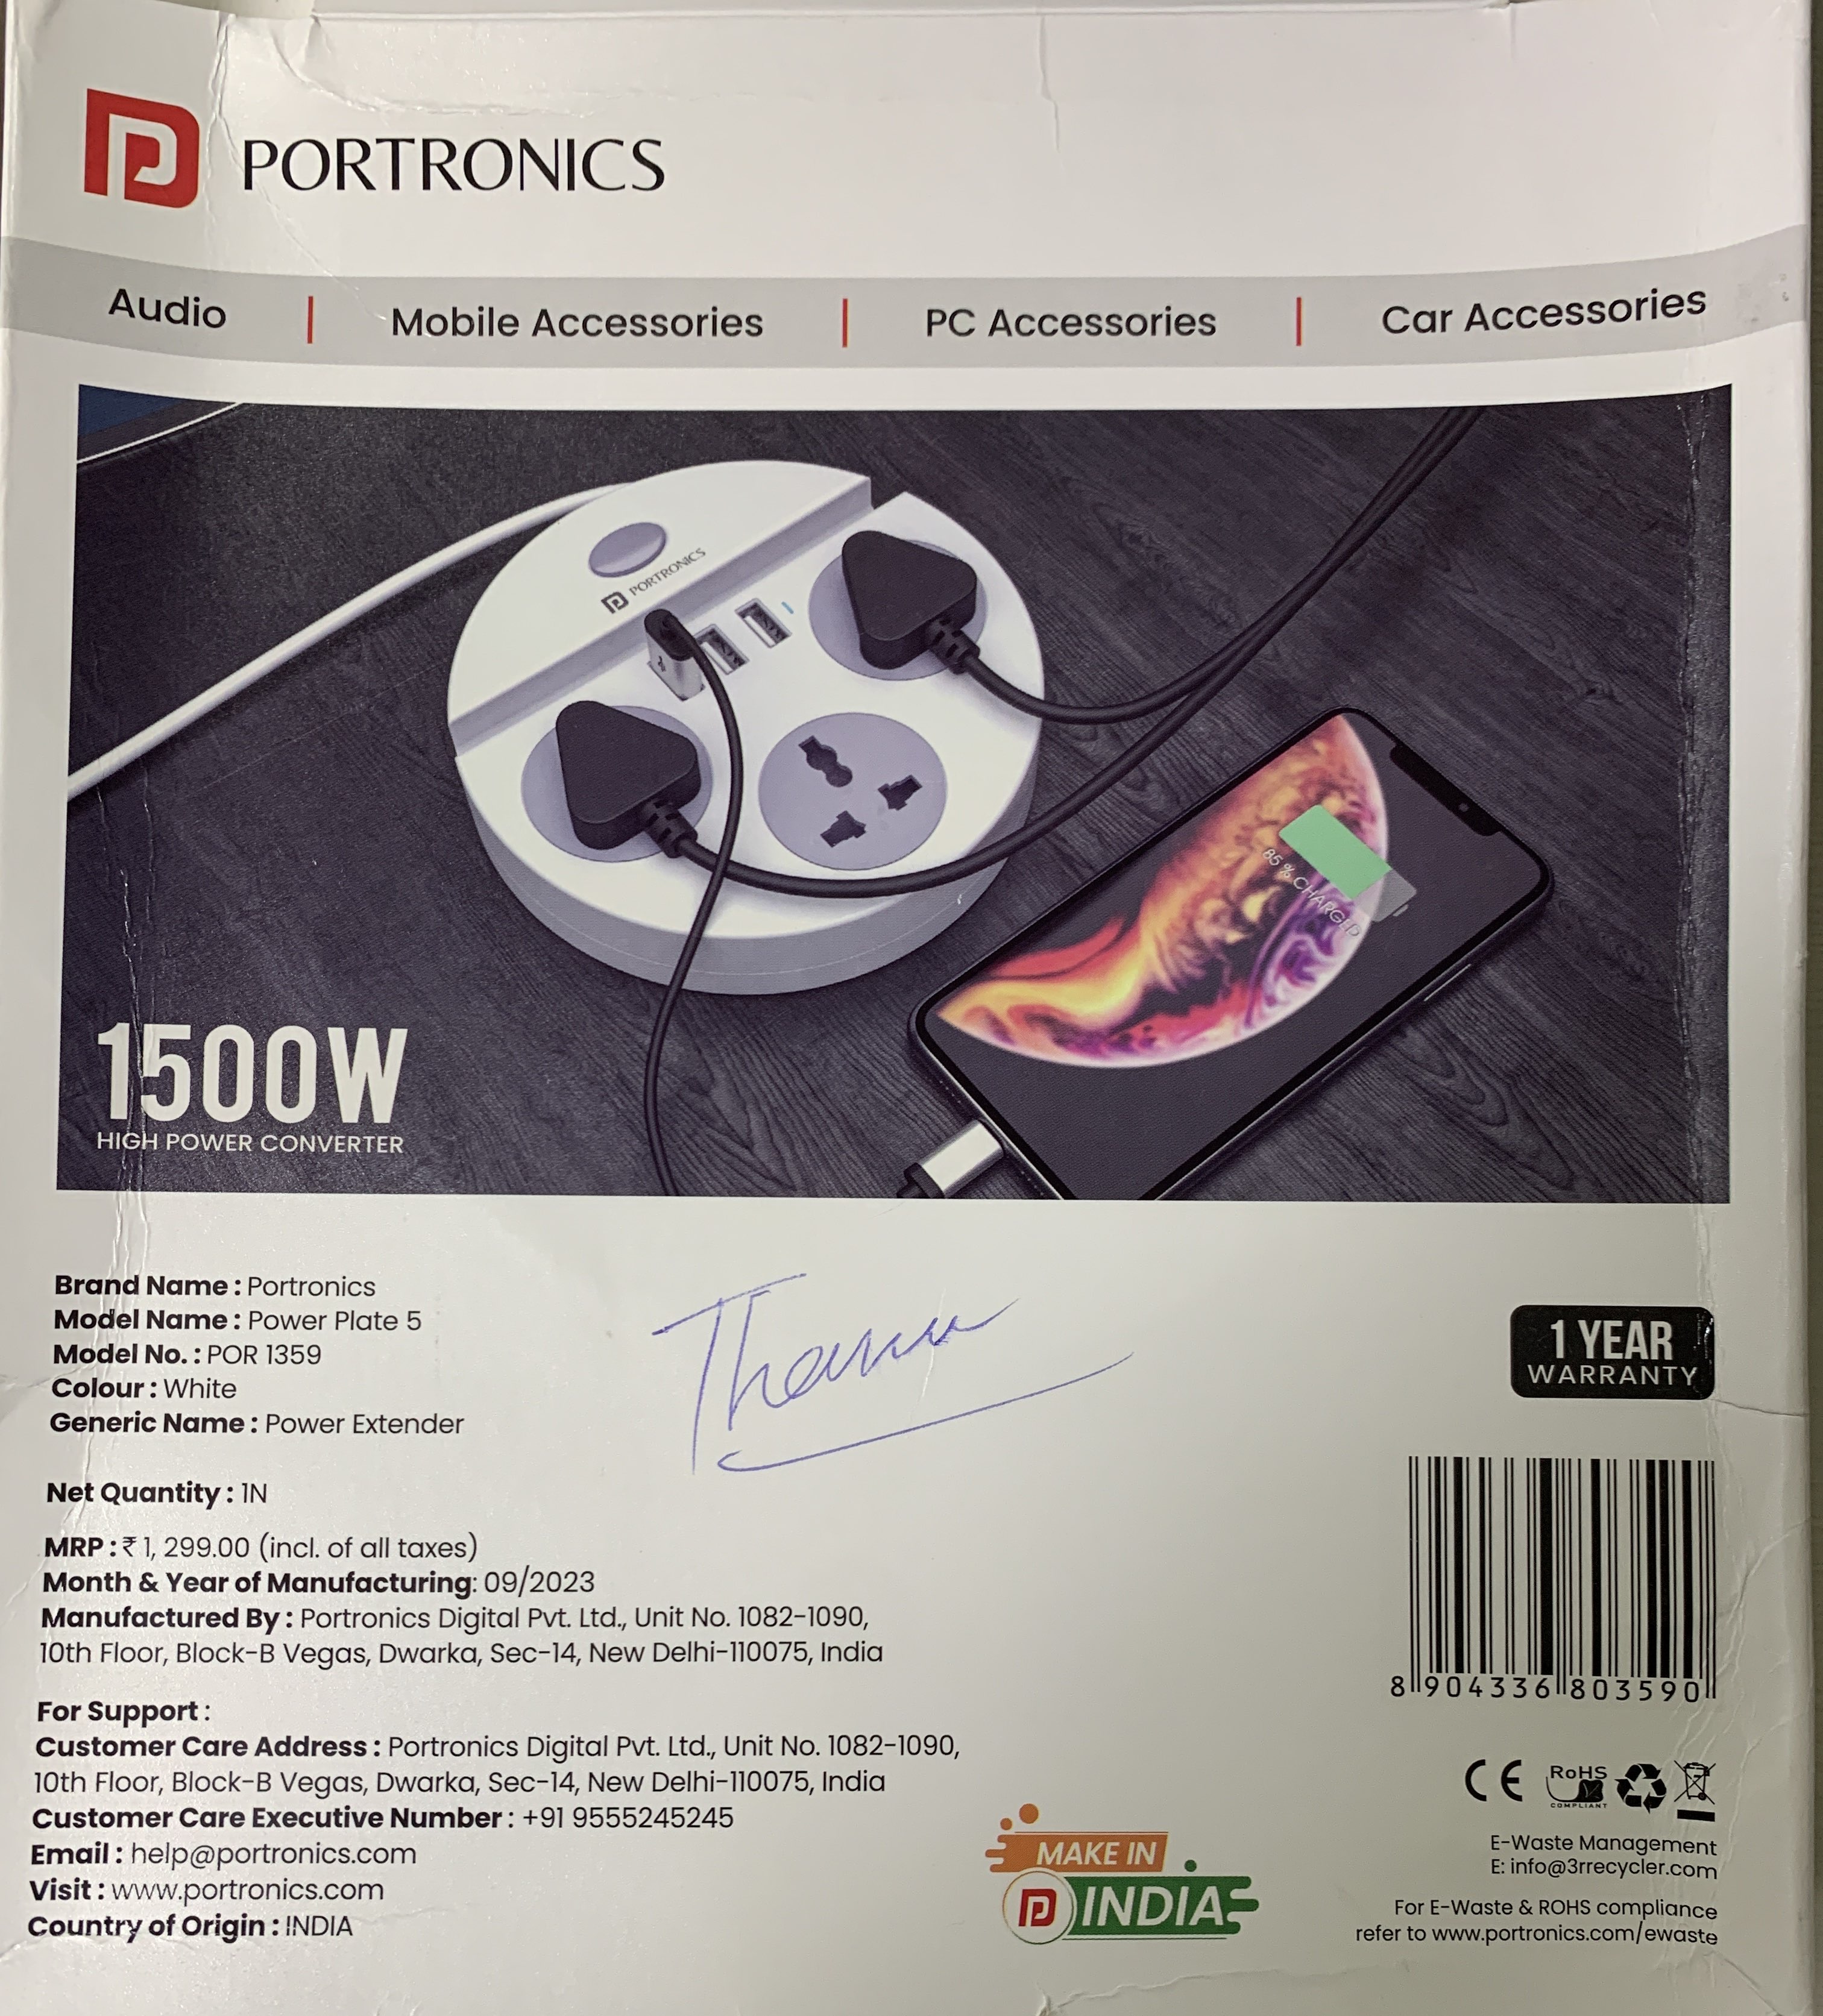 PORTRONICS
Audio | Mobile Accessories | PC Accessories | Car Accessories
PORTRONICS
85% CHARGED
1500W
HIGH POWER CONVERTER
Brand Name : Portronics
Model Name : Power Plate 5
Model No. : POR 1359
Colour : White
Generic Name : Power Extender
1 YEAR
WARRANTY
Net Quantity : 1N
MRP : ₹ 1, 299.00 (incl. of all taxes)
Month & Year of Manufacturing: 09/2023
Manufactured By : Portronics Digital Pvt. Ltd., Unit No. 1082-1090,
10th Floor, Block-B Vegas, Dwarka, Sec-14, New Delhi-110075, India
8 904336 803590
For Support :
Customer Care Address : Portronics Digital Pvt. Ltd., Unit No. 1082-1090,
10th Floor, Block-B Vegas, Dwarka, Sec-14, New Delhi-110075, India
Customer Care Executive Number : +91 9555245245
Email : help@portronics.com
Visit : www.portronics.com
Country of Origin : INDIA
MAKE IN
INDIA
CE
RoHS
COMPLIANT
E-Waste Management
E: info@3rrecycler.com
For E-Waste & ROHS compliance
refer to www.portronics.com/ewaste